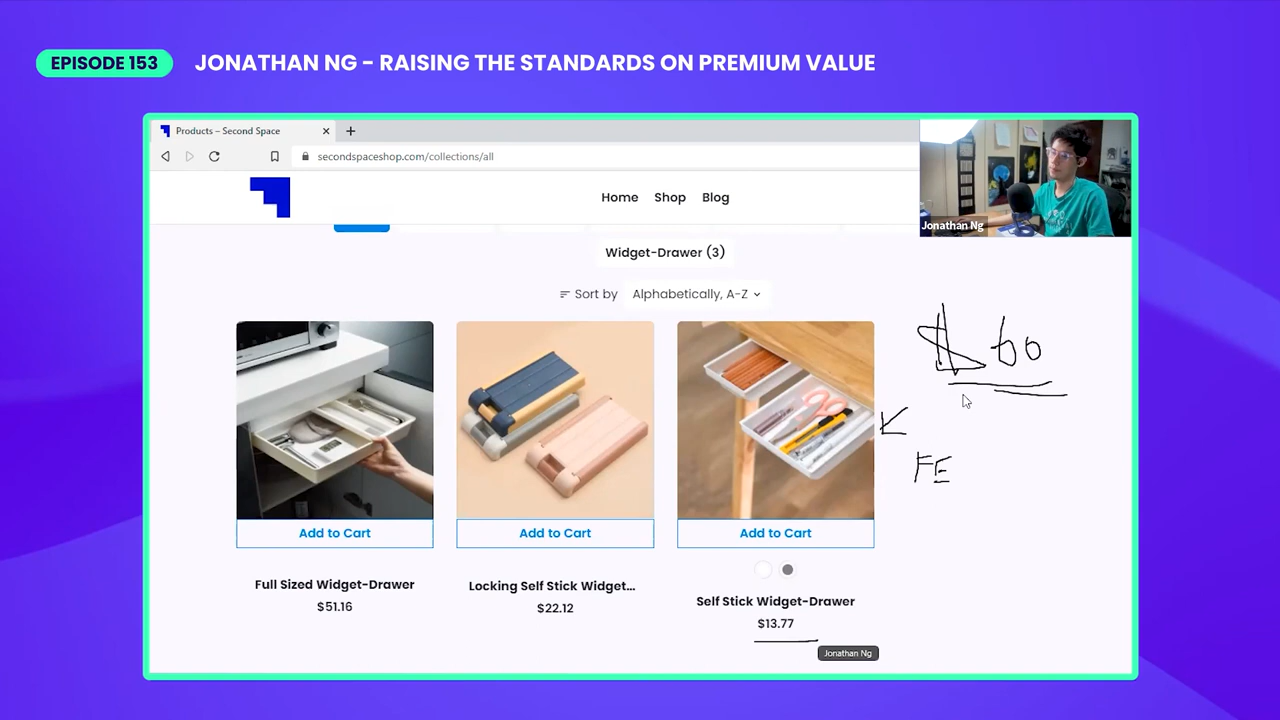 EPISODE 153
JONATHAN NG - RAISING THE STANDARDS ON PREMIUM VALUE
Products – Second Space
secondspaceshop.com/collections/all
Home Shop Blog
Jonathan Ng
Widget-Drawer (3)
Sort by Alphabetically, A-Z
$60
FE
Add to Cart Add to Cart Add to Cart
Full Sized Widget-Drawer
$51.16
Locking Self Stick Widget...
$22.12
Self Stick Widget-Drawer
$13.77
Jonathan Ng